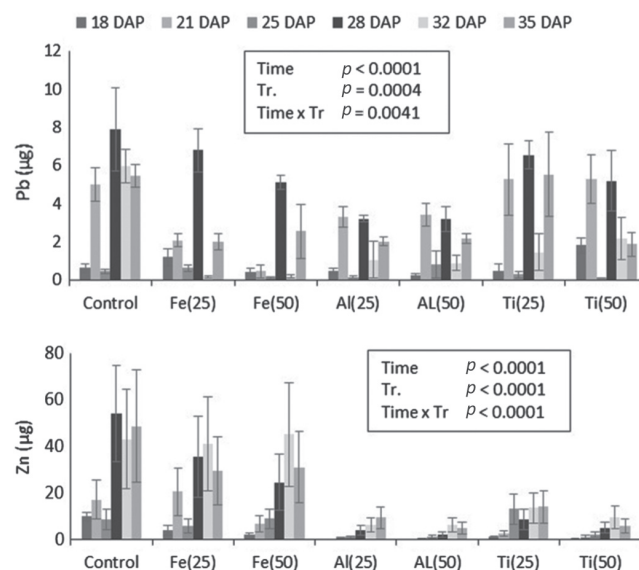 18 DAP 21 DAP 25 DAP 28 DAP 32 DAP 35 DAP
12
10
8
6
4
2
0
Pb (µg)
Time p < 0.0001
Tr. p = 0.0004
Time x Tr p = 0.0041
Control Fe(25) Fe(50) Al(25) AL(50) Ti(25) Ti(50)
80
60
40
20
0
Zn (µg)
Time p < 0.0001
Tr. p < 0.0001
Time x Tr p < 0.0001
Control Fe(25) Fe(50) Al(25) AL(50) Ti(25) Ti(50)